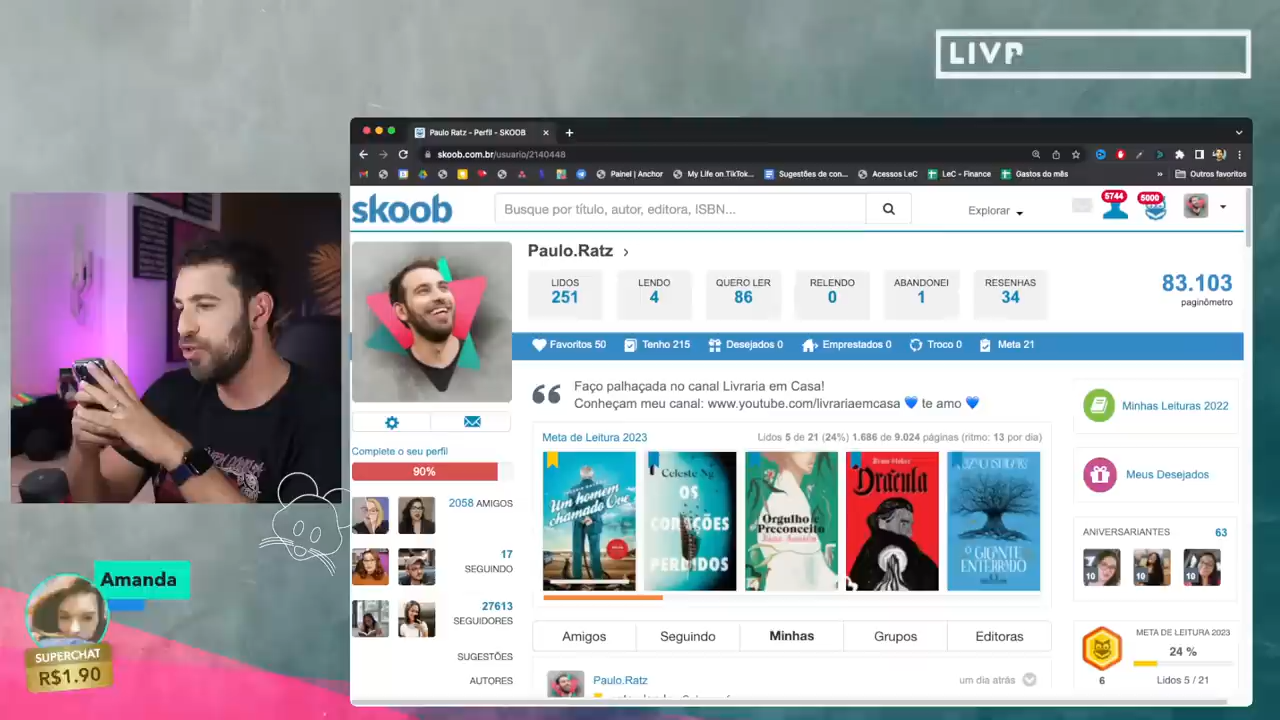 LIVR
Paulo Ratz - Perfil - SKOOB
skoob.com.br/usuario/2140448
Painel | Anchor
My Life on TikTok...
Sugestões de con...
Acessos LeC
LeC - Finance
Gastos do mês
»
Outros favoritos
skoob
Busque por título, autor, editora, ISBN...
Explorar
5744
5000
Paulo.Ratz
LIDOS
251
LENDO
4
QUERO LER
86
RELENDO
0
ABANDONEI
1
RESENHAS
34
83.103
paginômetro
Favoritos 50
Tenho 215
Desejados 0
Emprestados 0
Troco 0
Meta 21
Faço palhaçada no canal Livraria em Casa!
Conheçam meu canal: www.youtube.com/livrariaemcasa 💙 te amo 💙
Complete o seu perfil
90%
2058 AMIGOS
17
SEGUINDO
27613
SEGUIDORES
SUGESTÕES
AUTORES
Meta de Leitura 2023
Lidos 5 de 21 (24%) 1.686 de 9.024 páginas (ritmo: 13 por dia)
Um homem
chamado Ove
Celeste Ng
OS
CORAÇÕES
PERDIDOS
Orgulho e
Preconceito
Jane Austen
Bram Stoker
Drácula
KAZUO ISHIGURO
O GIGANTE
ENTERRADO
Minhas Leituras 2022
Meus Desejados
ANIVERSARIANTES
63
10
10
10
Amigos
Seguindo
Minhas
Grupos
Editoras
META DE LEITURA 2023
24 %
6
Lidos 5 / 21
Paulo.Ratz
um dia atrás
Amanda
SUPERCHAT
R$1.90